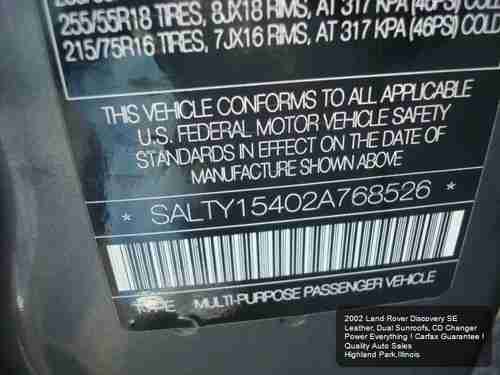 255/55R18 TIRES, 8JX18 RIMS, AT 317 KPA (46PSI) COLD
215/75R16 TIRES, 7JX16 RIMS, AT 317 KPA (46PSI) COLD
THIS VEHICLE CONFORMS TO ALL APPLICABLE
U.S. FEDERAL MOTOR VEHICLE SAFETY
STANDARDS IN EFFECT ON THE DATE OF
MANUFACTURE SHOWN ABOVE
* SALTY15402A768526 *
TYPE MULTI-PURPOSE PASSENGER VEHICLE
2002 Land-Rover Discovery SE
Leather, Dual Sunroofs, CD Changer
Power Everything ! Carfax Guarantee !
Quality Auto Sales
Highland Park,Illinois